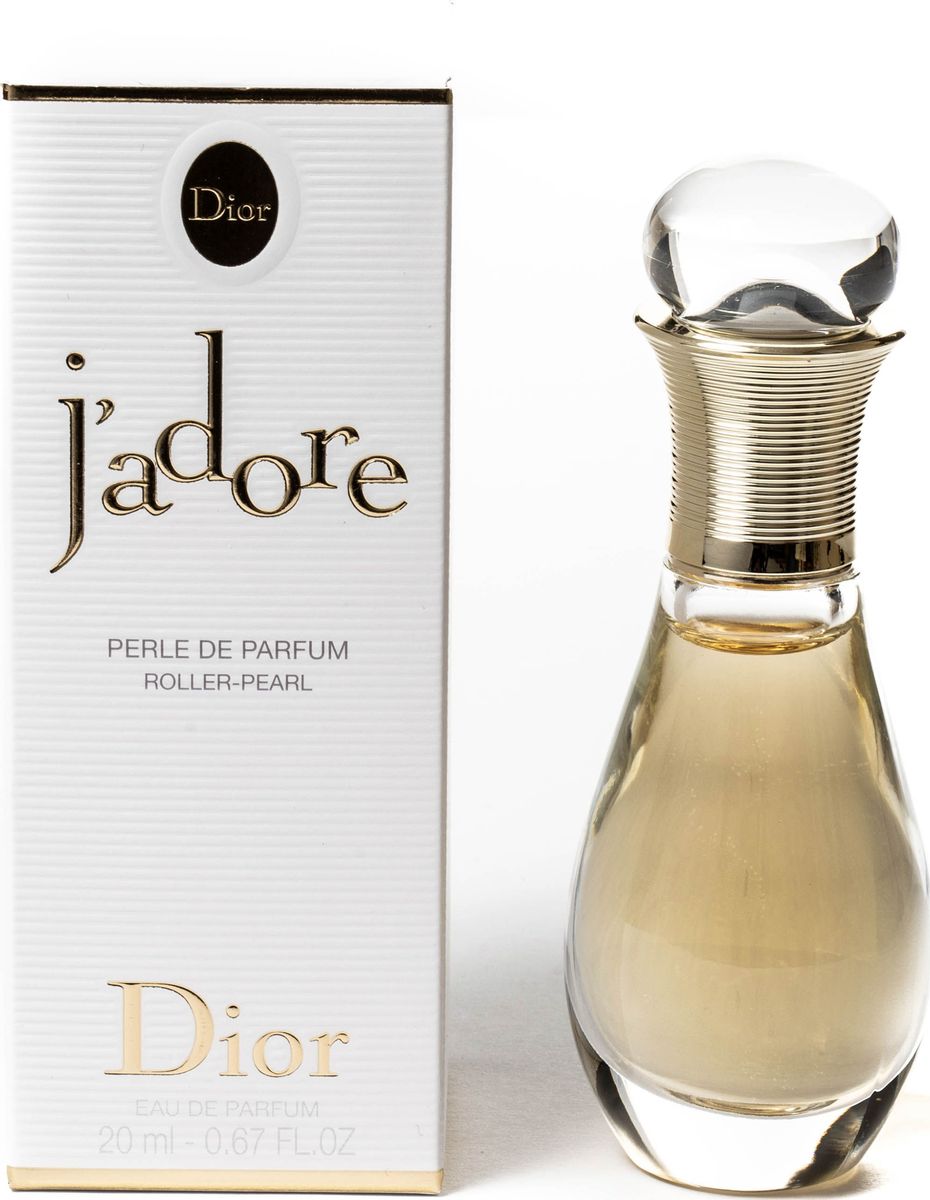 Dior
j'adore
PERLE DE PARFUM
ROLLER-PEARL
Dior
EAU DE PARFUM
20 ml - 0.67 FL.OZ